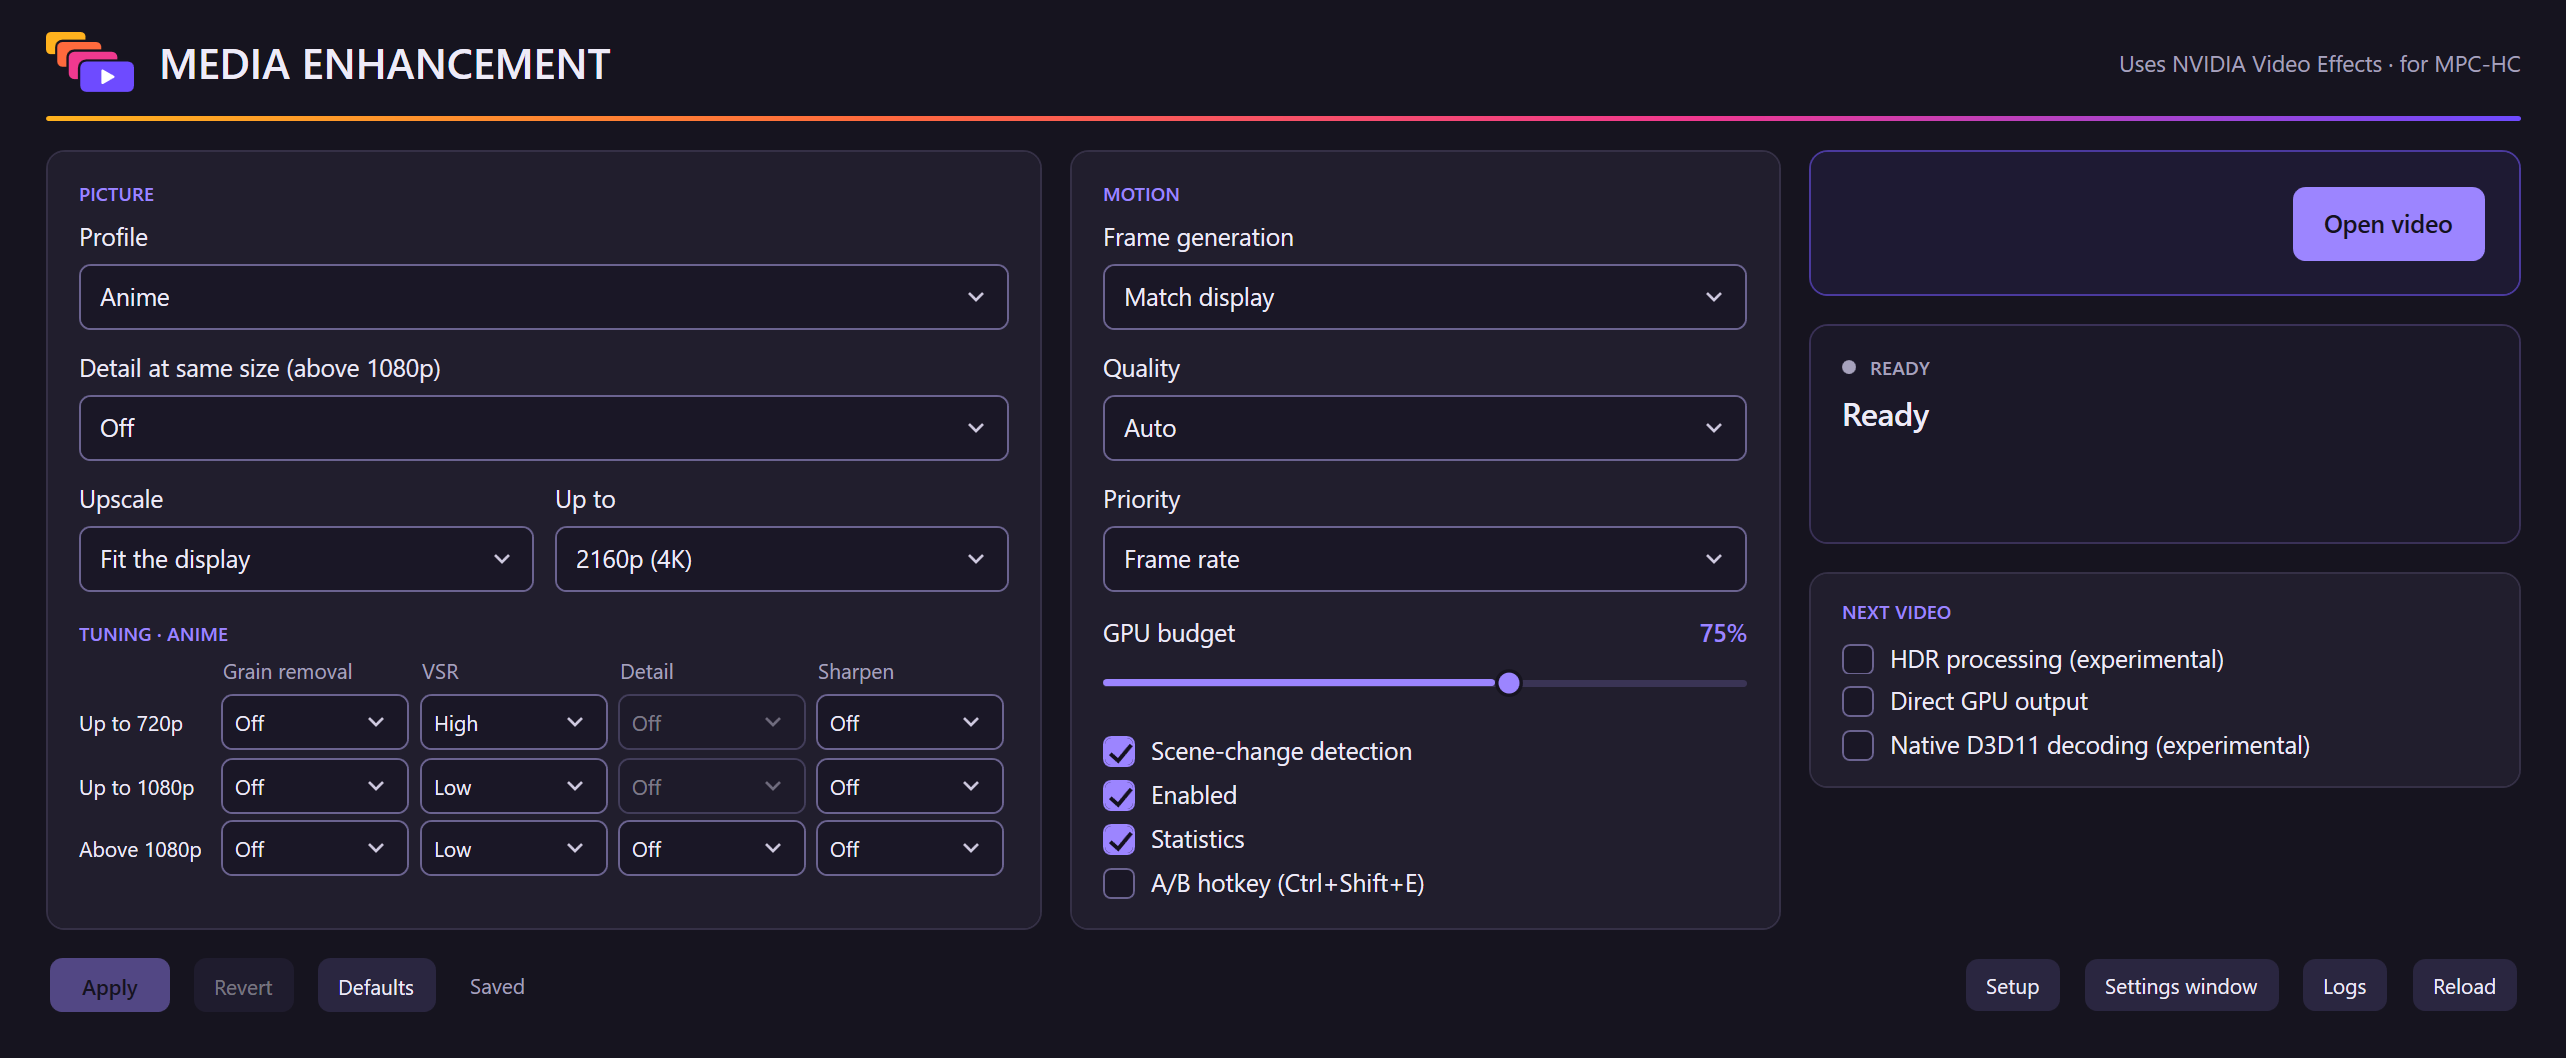 MEDIA ENHANCEMENT
Uses NVIDIA Video Effects · for MPC-HC
PICTURE
Profile
Anime
Detail at same size (above 1080p)
Off
Upscale
Up to
Fit the display
2160p (4K)
TUNING · ANIME
Grain removal
VSR
Detail
Sharpen
Up to 720p
Off
High
Off
Off
Up to 1080p
Off
Low
Off
Off
Above 1080p
Off
Low
Off
Off
MOTION
Frame generation
Match display
Quality
Auto
Priority
Frame rate
GPU budget
75%
Scene-change detection
Enabled
Statistics
A/B hotkey (Ctrl+Shift+E)
Open video
READY
Ready
NEXT VIDEO
HDR processing (experimental)
Direct GPU output
Native D3D11 decoding (experimental)
Apply
Revert
Defaults
Saved
Setup
Settings window
Logs
Reload